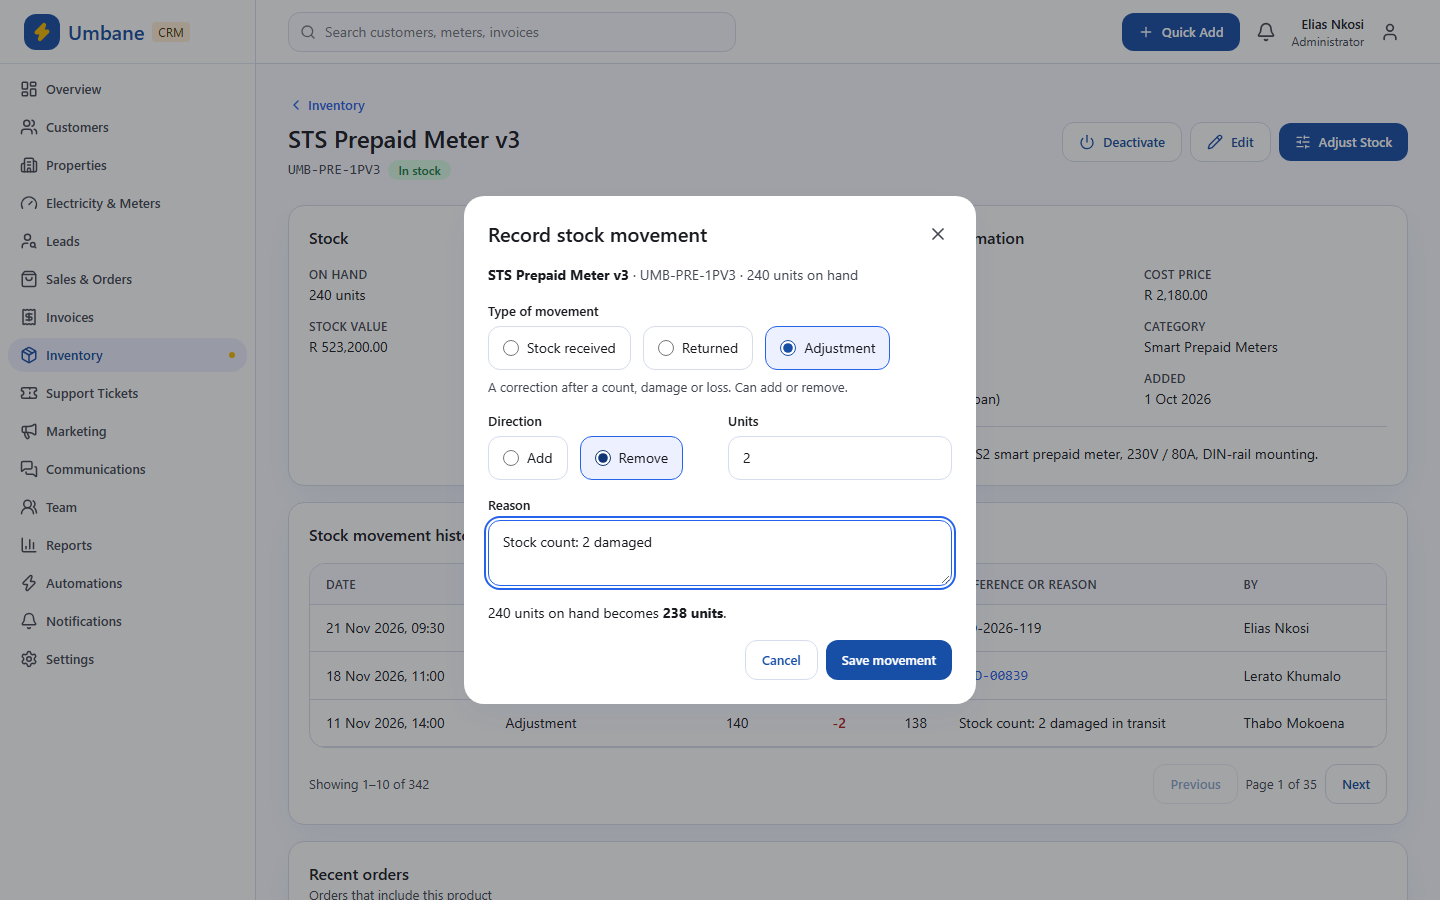 Umbane CRM
Search customers, meters, invoices
Quick Add
Elias Nkosi
Administrator
Overview
Customers
Properties
Electricity & Meters
Leads
Sales & Orders
Invoices
Inventory
Support Tickets
Marketing
Communications
Team
Reports
Automations
Notifications
Settings
Inventory
STS Prepaid Meter v3
UMB-PRE-1PV3 In stock
Deactivate
Edit
Adjust Stock
Stock
ON HAND
240 units
STOCK VALUE
R 523,200.00
mation
COST PRICE
R 2,180.00
CATEGORY
Smart Prepaid Meters
ADDED
1 Oct 2026
smart prepaid meter, 230V / 80A, DIN-rail mounting.
Record stock movement
STS Prepaid Meter v3 · UMB-PRE-1PV3 · 240 units on hand
Type of movement
Stock received
Returned
Adjustment
A correction after a count, damage or loss. Can add or remove.
Direction
Add
Remove
Units
2
Reason
Stock count: 2 damaged
240 units on hand becomes 238 units.
Cancel
Save movement
Stock movement
DATE
OR REASON
BY
21 Nov 2026, 09:30 -2026-119 Elias Nkosi
18 Nov 2026, 11:00 -00839 Lerato Khumalo
11 Nov 2026, 14:00 Adjustment 140 -2 138 Stock count: 2 damaged in transit Thabo Mokoena
Showing 1–10 of 342
Previous
Page 1 of 35
Next
Recent orders
Orders that include this product